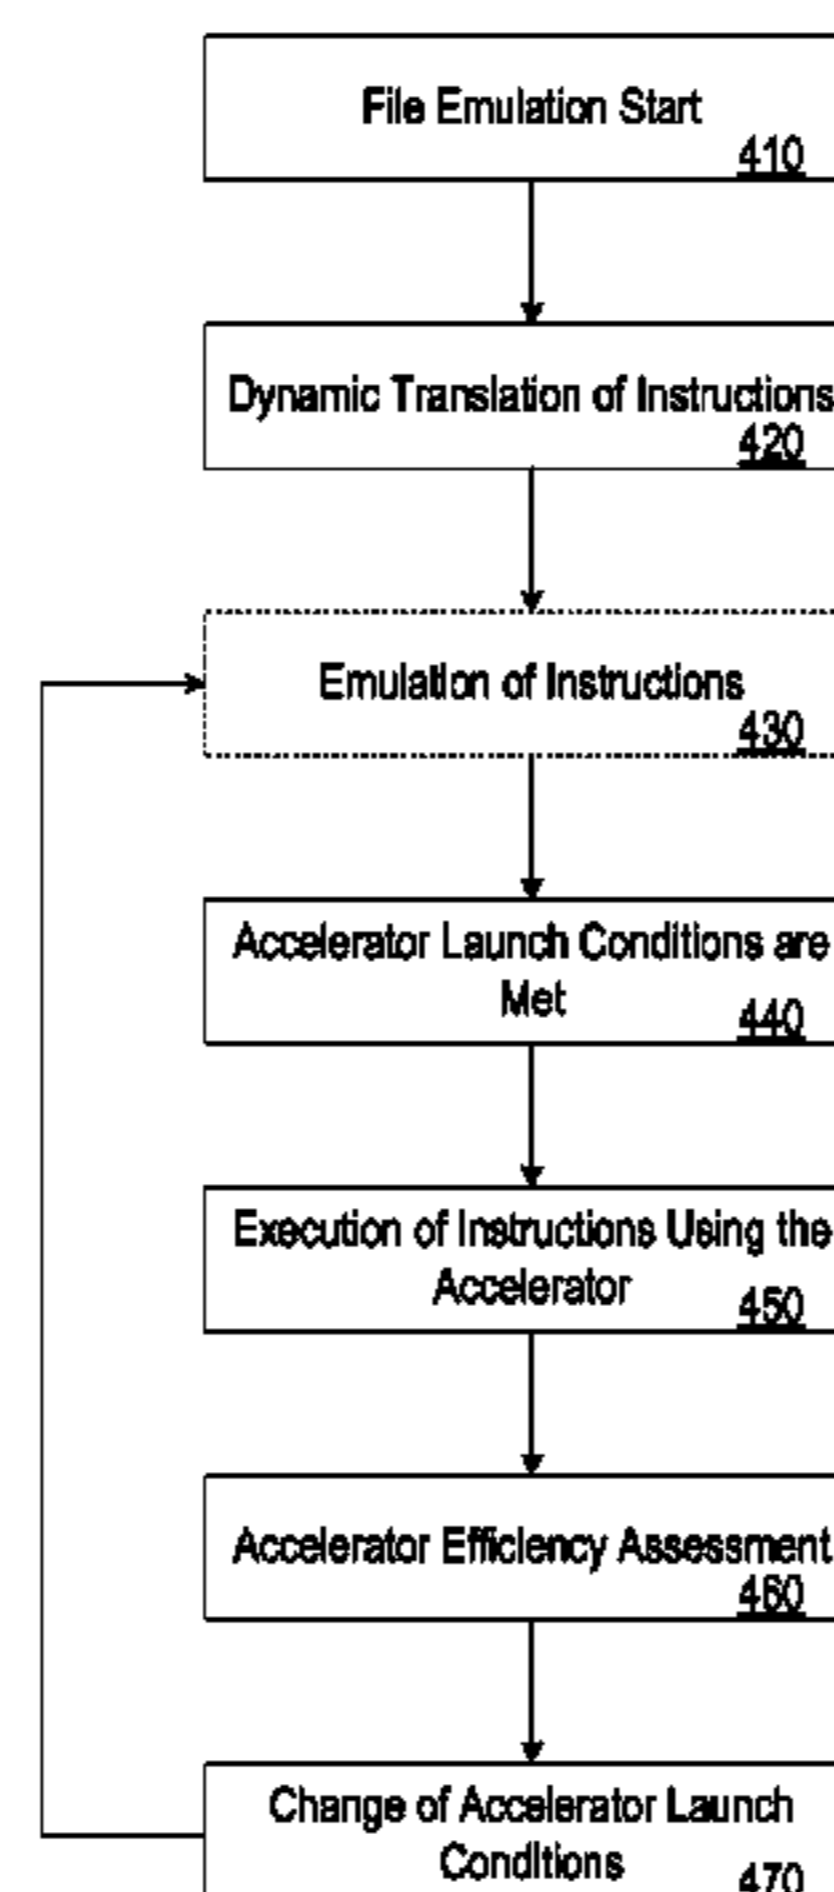 File Emulation Start
410
Dynamic Translation of Instructions
420
Emulation of Instructions
430
Accelerator Launch Conditions are
Met
440
Execution of Instructions Using the
Accelerator
450
Accelerator Efficiency Assessment
460
Change of Accelerator Launch
Conditions
470